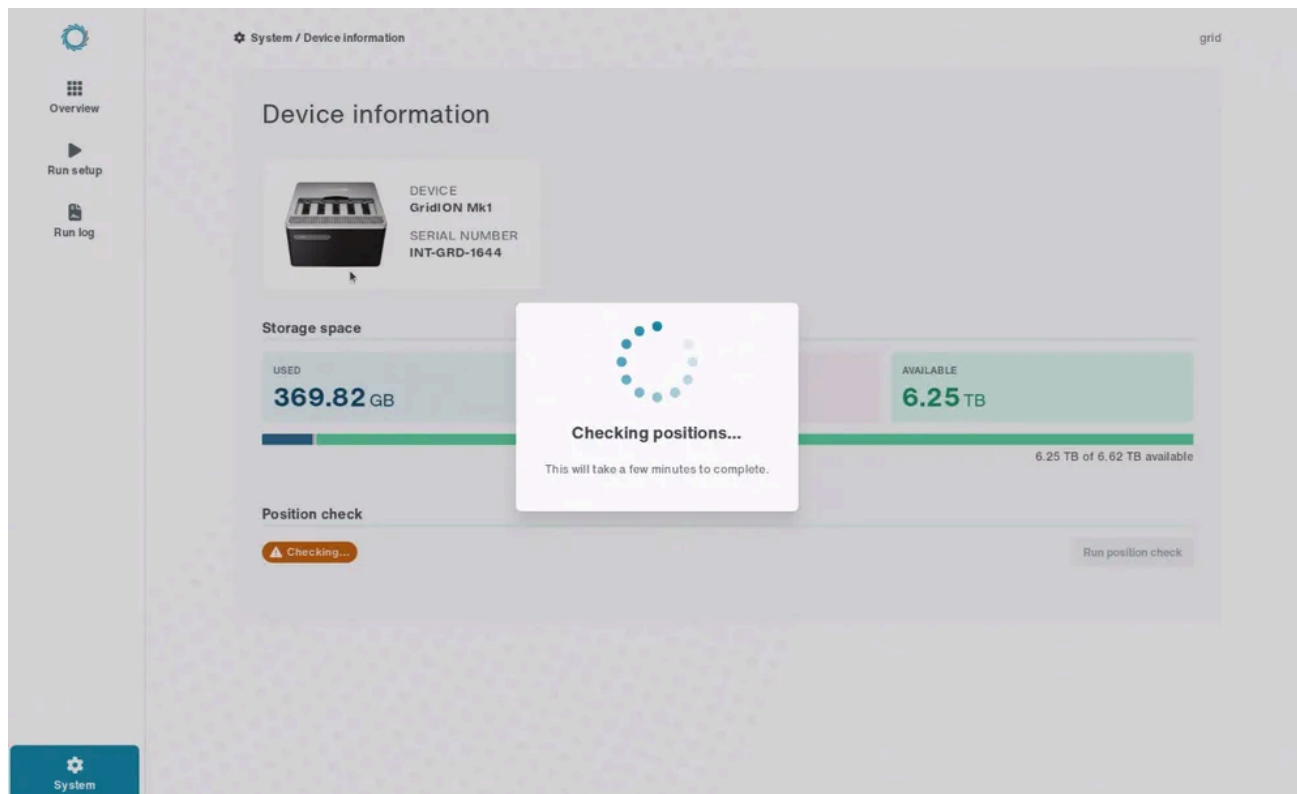 System / Device information
grid
Overview
Run setup
Run log
Device information
DEVICE
GridION Mk1
SERIAL NUMBER
INT-GRD-1644
Storage space
USED
369.82 GB
AVAILABLE
6.25 TB
6.25 TB of 6.62 TB available
Checking positions...
This will take a few minutes to complete.
Position check
Checking...
Run position check
System